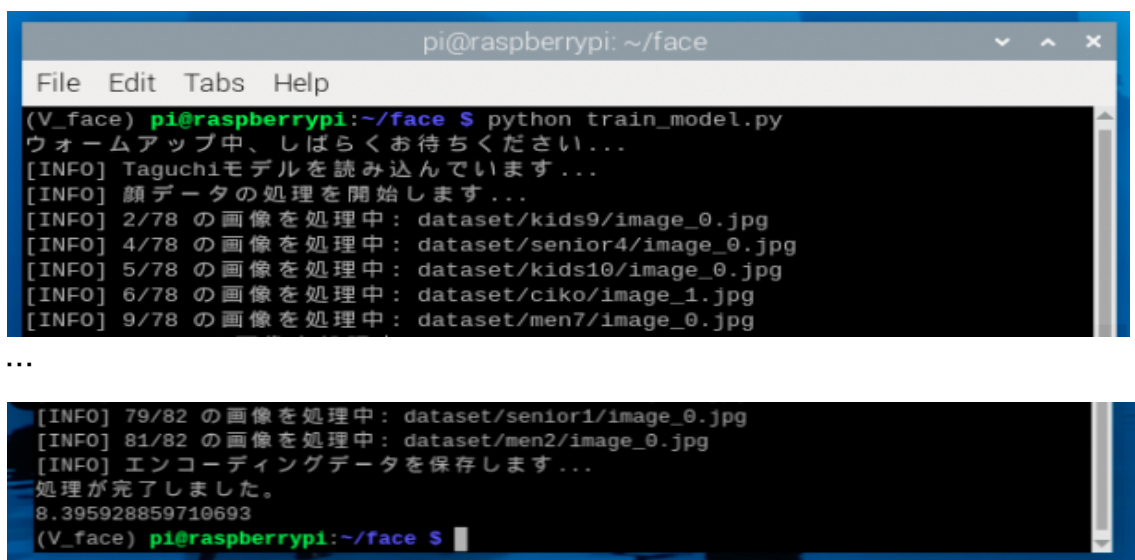 pi@raspberrypi: ~/face
File Edit Tabs Help
(V_face) pi@raspberrypi:~/face $ python train_model.py
ウォームアップ中、しばらくお待ちください...
[INFO] Taguchiモデルを読み込んでいます...
[INFO] 顔データの処理を開始します...
[INFO] 2/78 の画像を処理中: dataset/kids9/image_0.jpg
[INFO] 4/78 の画像を処理中: dataset/senior4/image_0.jpg
[INFO] 5/78 の画像を処理中: dataset/kids10/image_0.jpg
[INFO] 6/78 の画像を処理中: dataset/ciko/image_1.jpg
[INFO] 9/78 の画像を処理中: dataset/men7/image_0.jpg
...
[INFO] 79/82 の画像を処理中: dataset/senior1/image_0.jpg
[INFO] 81/82 の画像を処理中: dataset/men2/image_0.jpg
[INFO] エンコーディングデータを保存します...
処理が完了しました。
8.395928859710693
(V_face) pi@raspberrypi:~/face $